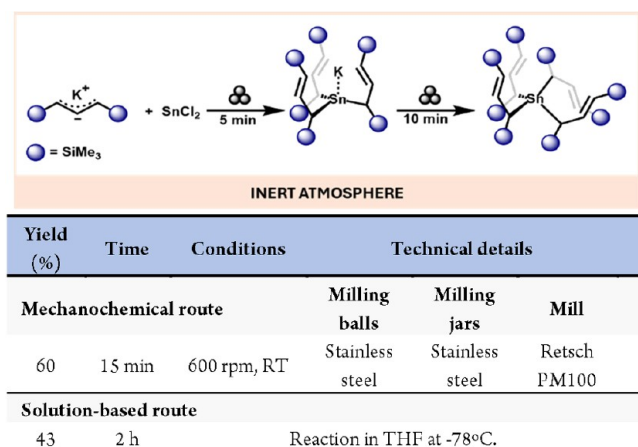 K+
−
+ SnCl2
5 min
K
Sn
10 min
Sn
= SiMe3
INERT ATMOSPHERE
Yield
(%)
Time
Conditions
Technical details
Mechanochemical route
Milling
balls
Milling
jars
Mill
60
15 min
600 rpm, RT
Stainless
steel
Stainless
steel
Retsch
PM100
Solution-based route
43
2 h
Reaction in THF at -78ºC.